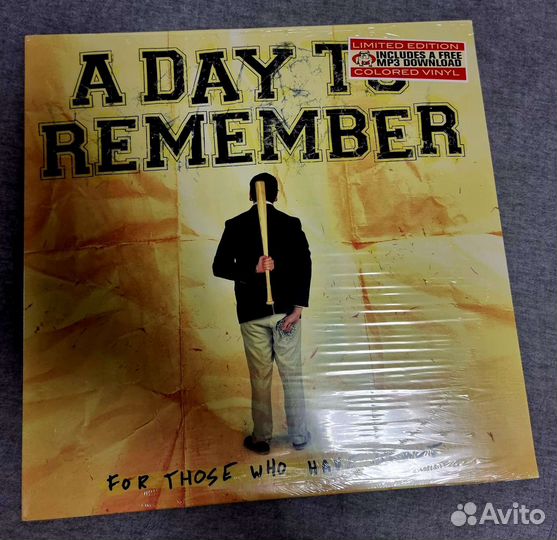 A DAY TO
REMEMBER
LIMITED EDITION
INCLUDES A FREE
MP3 DOWNLOAD
COLORED VINYL
FOR THOSE WHO HAV
Avito